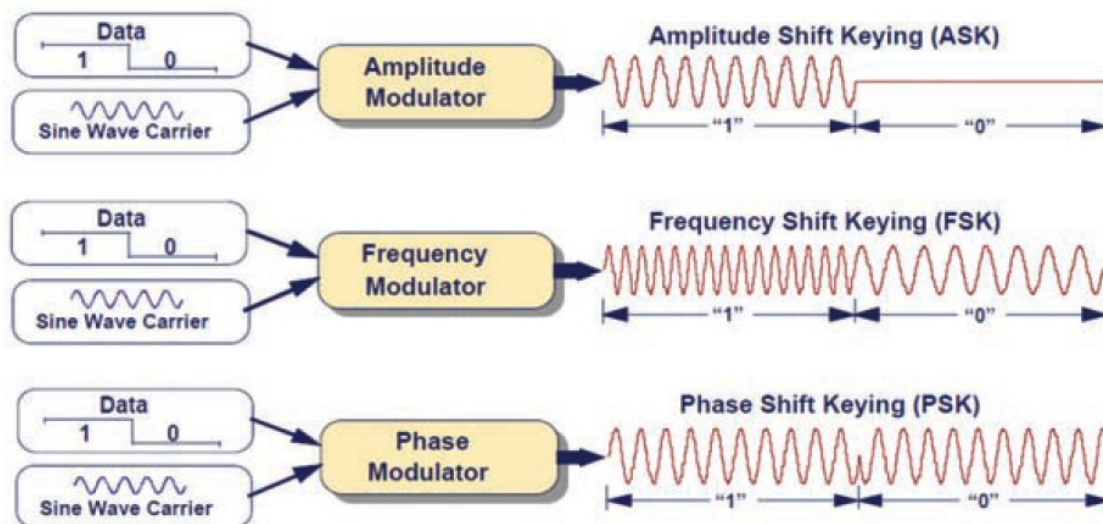 Data
1 0
Sine Wave Carrier
Amplitude
Modulator
Amplitude Shift Keying (ASK)
“1” “0”
Data
1 0
Sine Wave Carrier
Frequency
Modulator
Frequency Shift Keying (FSK)
“1” “0”
Data
1 0
Sine Wave Carrier
Phase
Modulator
Phase Shift Keying (PSK)
“1” “0”